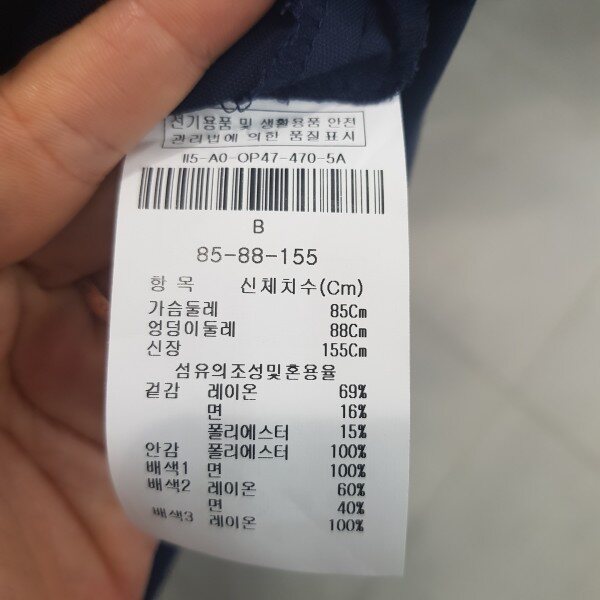 전기용품 및 생활용품 안전
관리법에 의한 품질표시
II5-A0-OP47-470-5A
B
85-88-155
항 목 신체치수(Cm)
가슴둘레 85Cm
엉덩이둘레 88Cm
신장 155Cm
섬유의조성및혼용율
겉감 레이온 69%
면 16%
폴리에스터 15%
안감 폴리에스터 100%
배색1 면 100%
배색2 레이온 60%
면 40%
배색3 레이온 100%